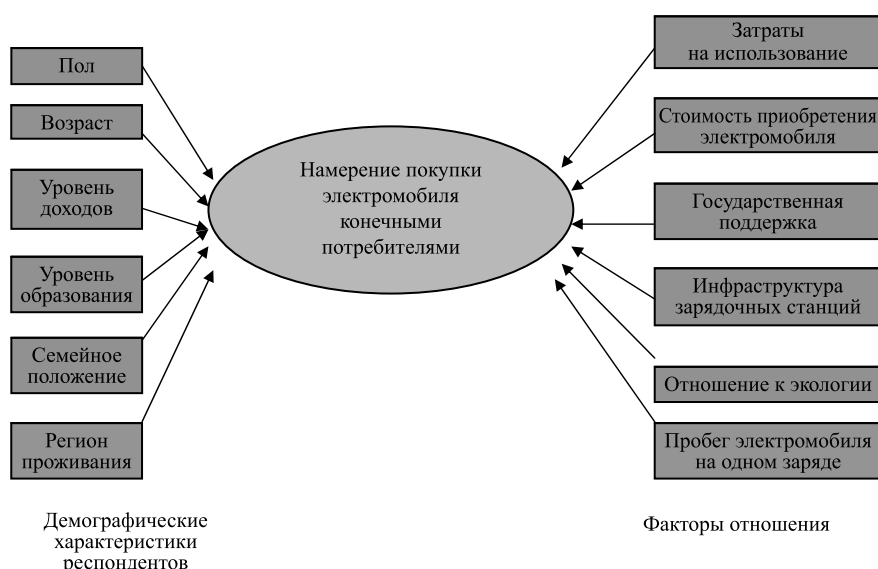 Пол
Возраст
Уровень
доходов
Уровень
образования
Семейное
положение
Регион
проживания
Демографические
характеристики
респондентов
Намерение покупки
электромобиля
конечными
потребителями
Затраты
на использование
Стоимость приобретения
электромобиля
Государственная
поддержка
Инфраструктура
зарядочных станций
Отношение к экологии
Пробег электромобиля
на одном заряде
Факторы отношения